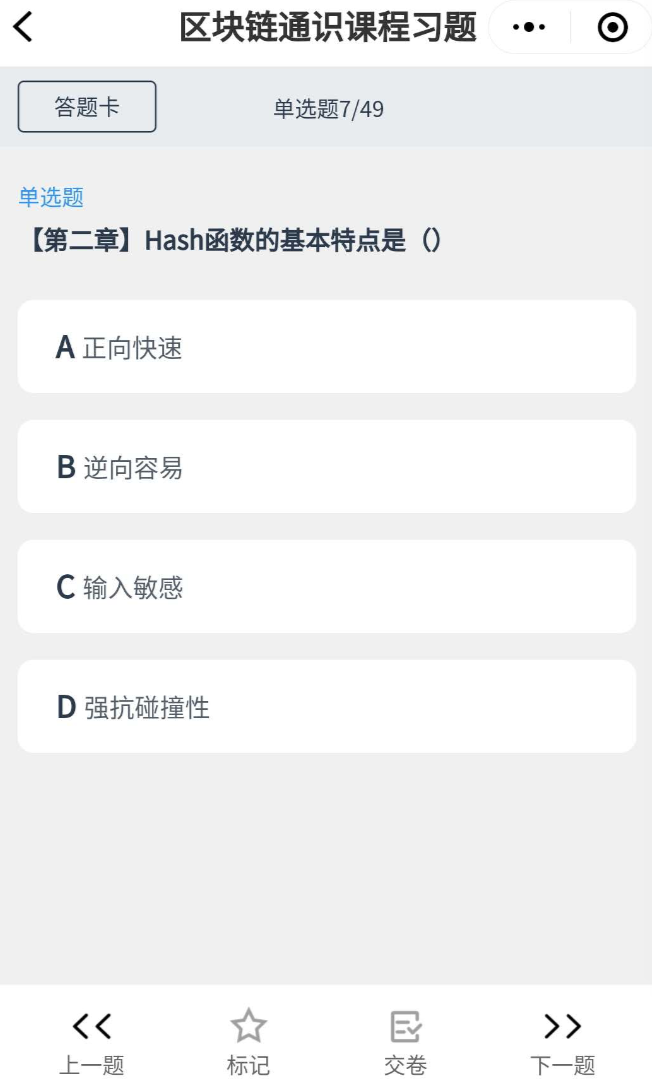 区块链通识课程习题
答题卡
单选题7/49
单选题
【第二章】Hash函数的基本特点是（）
A 正向快速
B 逆向容易
C 输入敏感
D 强抗碰撞性
上一题
标记
交卷
下一题